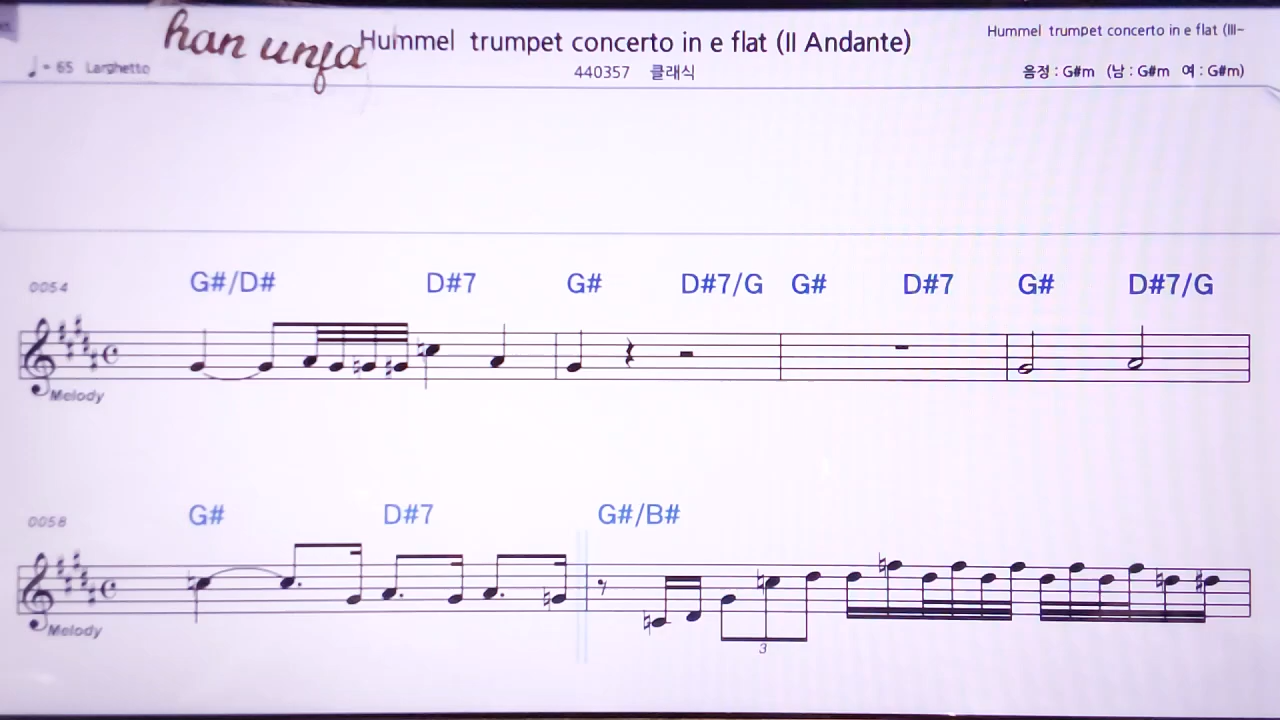 han unfa
Hummel trumpet concerto in e flat (II Andante)
Hummel trumpet concerto in e flat (III~
♩= 65 Larghetto
440357 클래식
음정 : G#m (남 : G#m 여 : G#m)
0054 G#/D# D#7 G# D#7/G G# D#7 G# D#7/G
Melody
0058 G# D#7 G#/B#
Melody
3